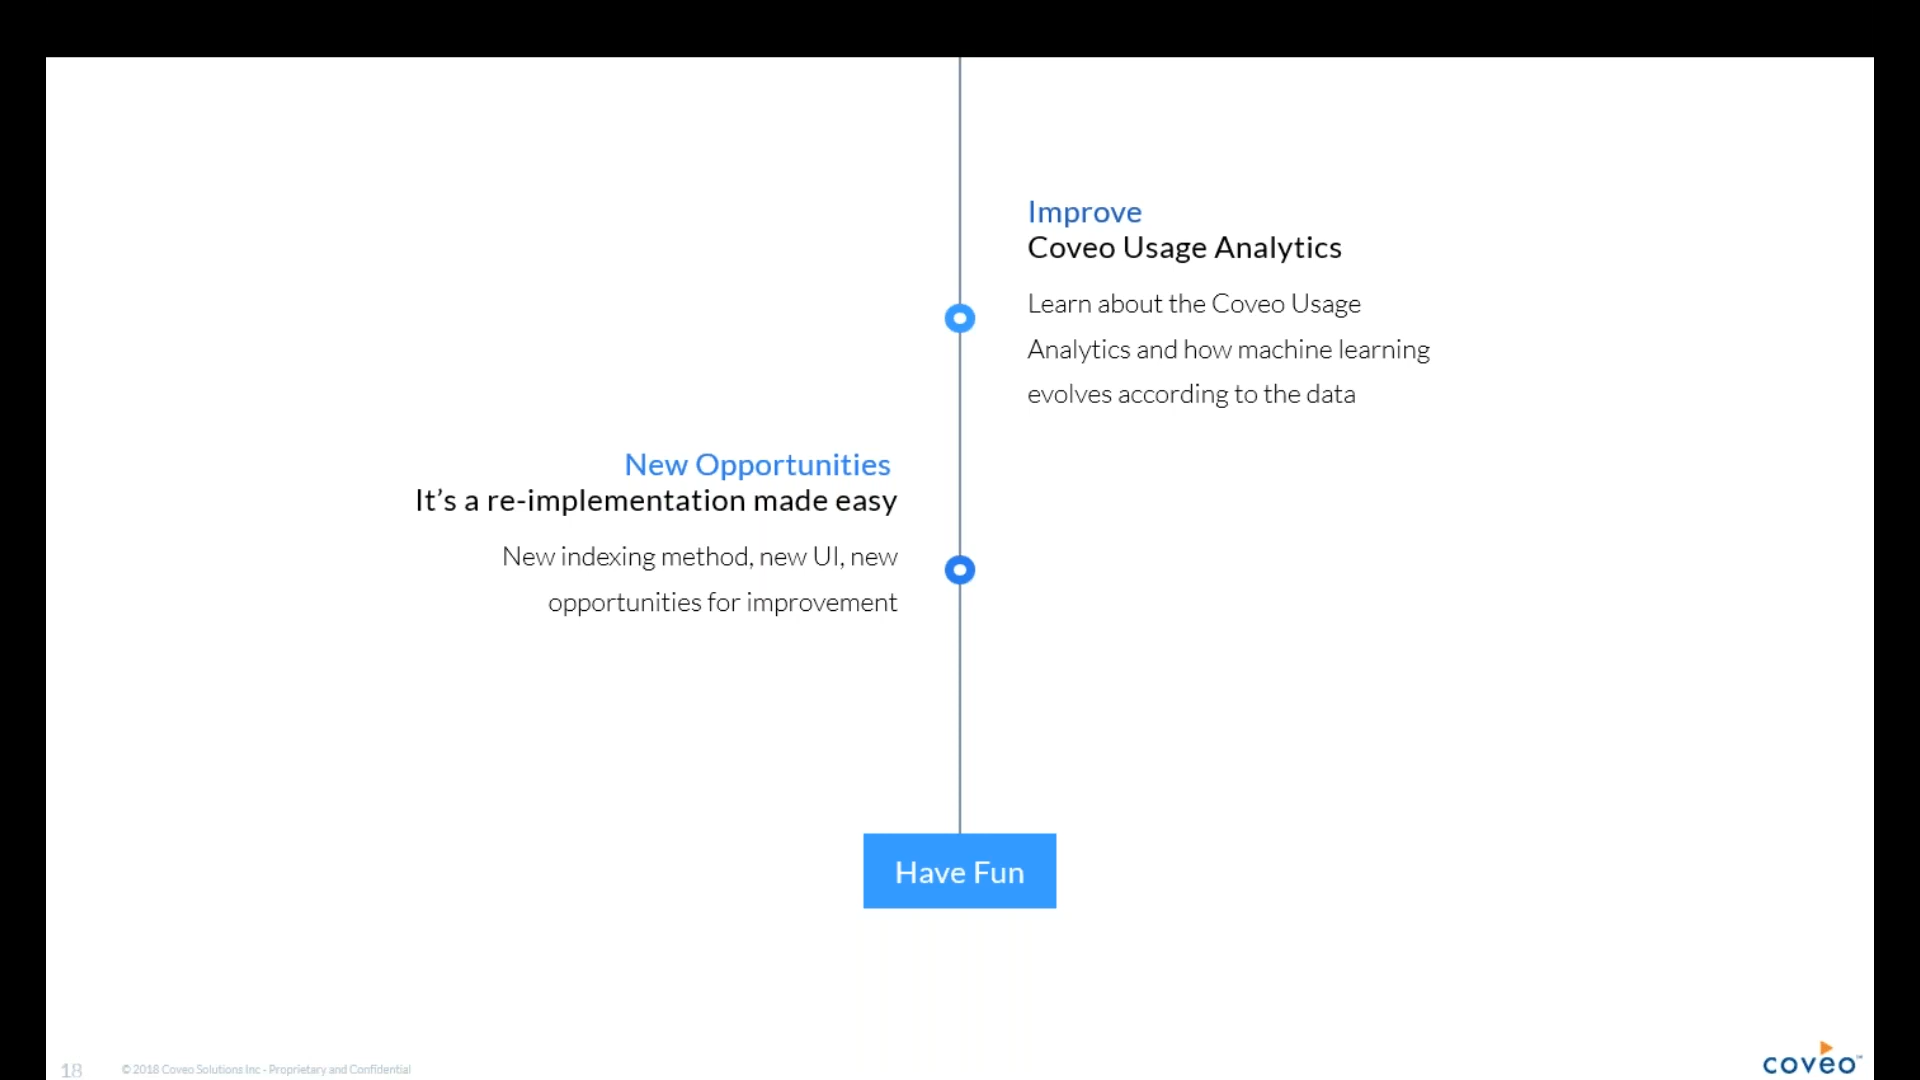 Improve
Coveo Usage Analytics
Learn about the Coveo Usage
Analytics and how machine learning
evolves according to the data
New Opportunities
It’s a re-implementation made easy
New indexing method, new UI, new
opportunities for improvement
Have Fun
18
© 2018 Coveo Solutions Inc - Proprietary and Confidential
coveo™